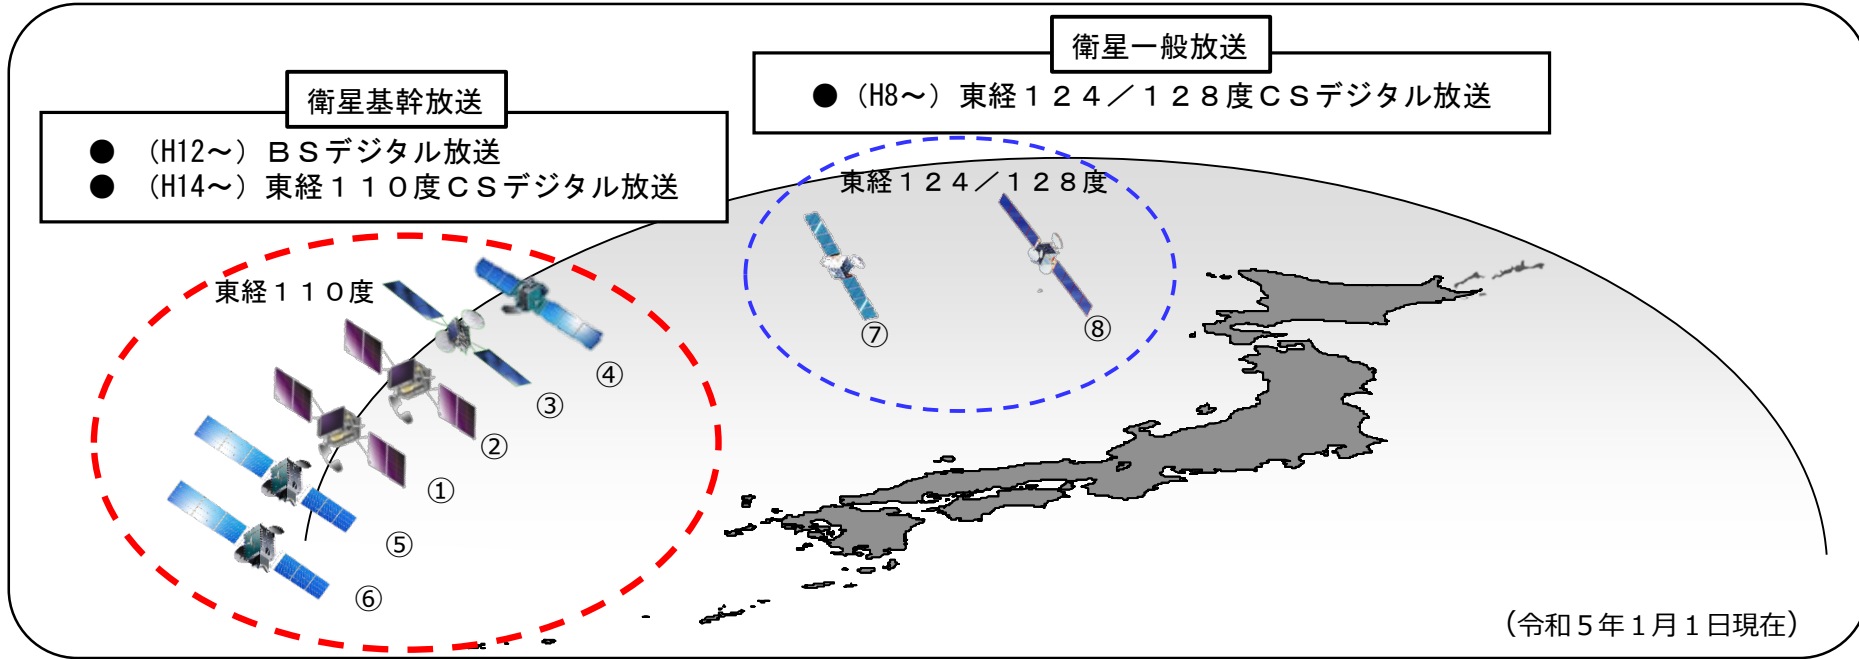 衛星一般放送
●（H8～）東経１２４／１２８度ＣＳデジタル放送
衛星基幹放送
● （H12～）ＢＳデジタル放送
● （H14～）東経１１０度ＣＳデジタル放送
東経１２４／１２８度
東経１１０度
⑦
⑧
④
③
②
①
⑤
⑥
（令和５年１月１日現在）